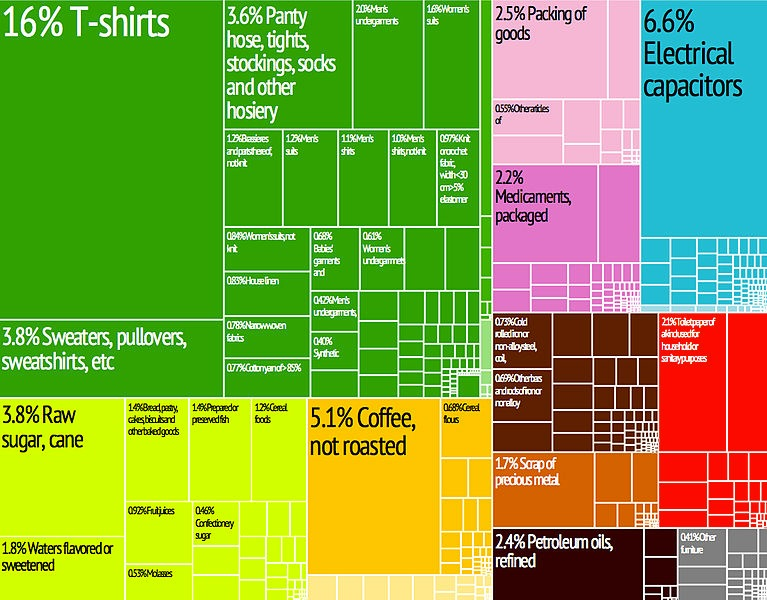 16% T-shirts
3.8% Sweaters, pullovers,
sweatshirts, etc
3.6% Panty
hose, tights,
stockings, socks
and other
hosiery
2.0% Men's
undergarments
1.6% Women's
suits
1.2% Brassieres
and parts thereof,
not knit
1.2% Men's
suits
1.1% Men's
shirts
1.0% Men's
shirts, not knit
0.97% Knit
or crochet
fabric,
width <30
cm > 5%
elastomer
0.84% Women's suits, not
knit
0.83% House linen
0.78% Narrow woven
fabrics
0.77% Cotton yarn of > 85%
0.68%
Babies'
garments
and
0.61%
Women's
undergarments
0.42% Men's
undergarments,
0.40%
Synthetic
3.8% Raw
sugar, cane
1.8% Waters flavored or
sweetened
1.4% Bread, pastry,
cakes, biscuits and
other baked goods
1.4% Prepared or
preserved fish
1.2% Cereal
foods
0.92% Fruit juices
0.53% Molasses
0.46%
Confectionery
sugar
5.1% Coffee,
not roasted
0.68% Cereal
flours
2.5% Packing of
goods
0.55% Other articles
of
2.2%
Medicaments,
packaged
6.6%
Electrical
capacitors
0.73% Cold
rolled iron or
non-alloy steel,
coil,
0.69% Other bars
and rods of iron or
non alloy
2.1% Toilet paper of
a kind used for
household or
sanitary purposes
1.7% Scrap of
precious metal
2.4% Petroleum oils,
refined
0.41% Other
furniture